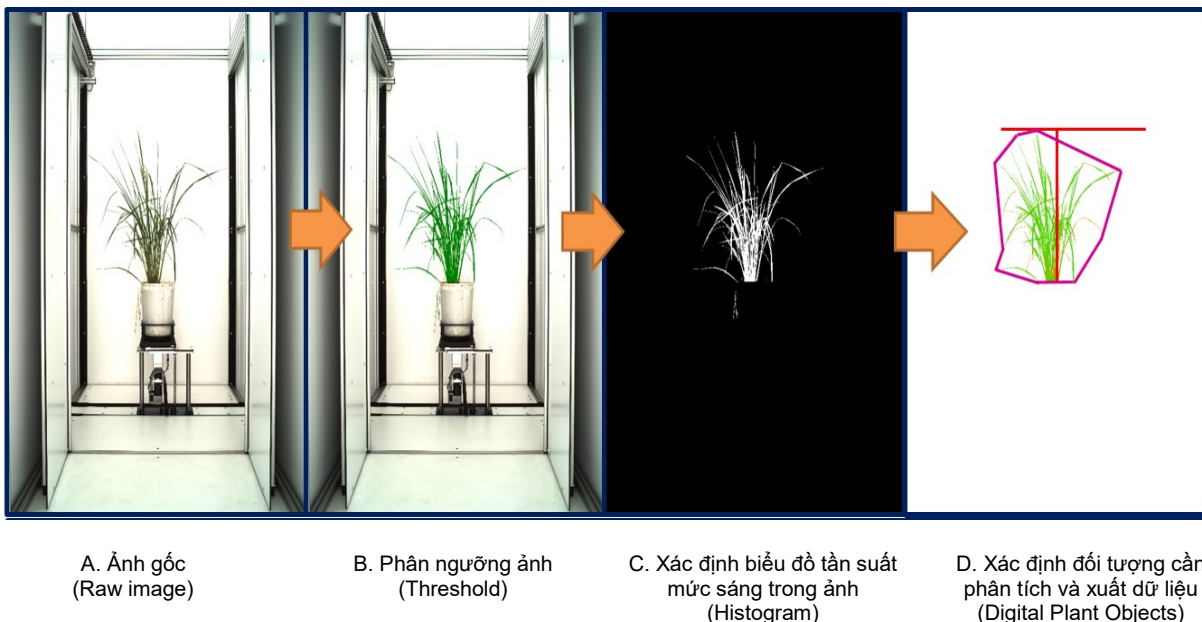 A. Ảnh gốc
(Raw image)
B. Phân ngưỡng ảnh
(Threshold)
C. Xác định biểu đồ tần suất
mức sáng trong ảnh
(Histogram)
D. Xác định đối tượng cần
phân tích và xuất dữ liệu
(Digital Plant Objects)